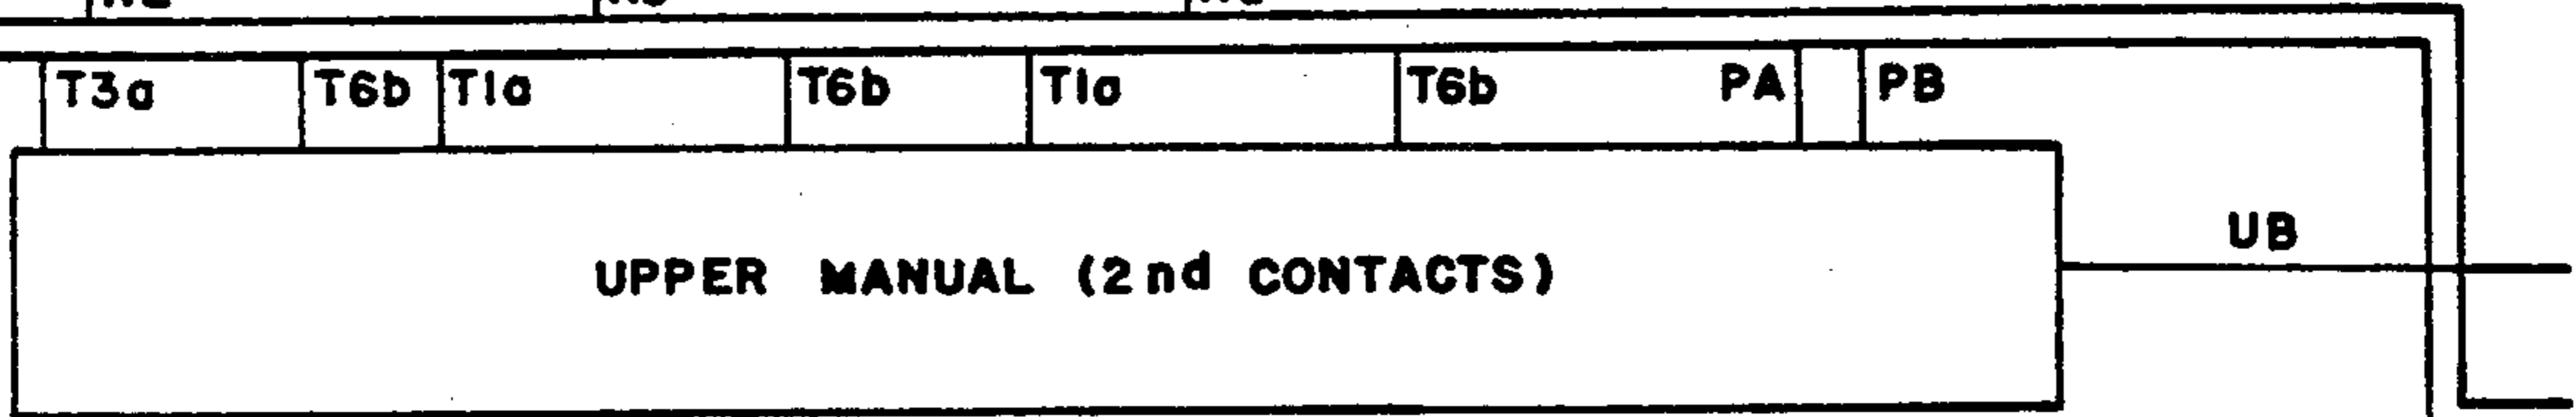 T3a T6b T1a T6b T1a T6b PA PB
UB
UPPER MANUAL (2nd CONTACTS)